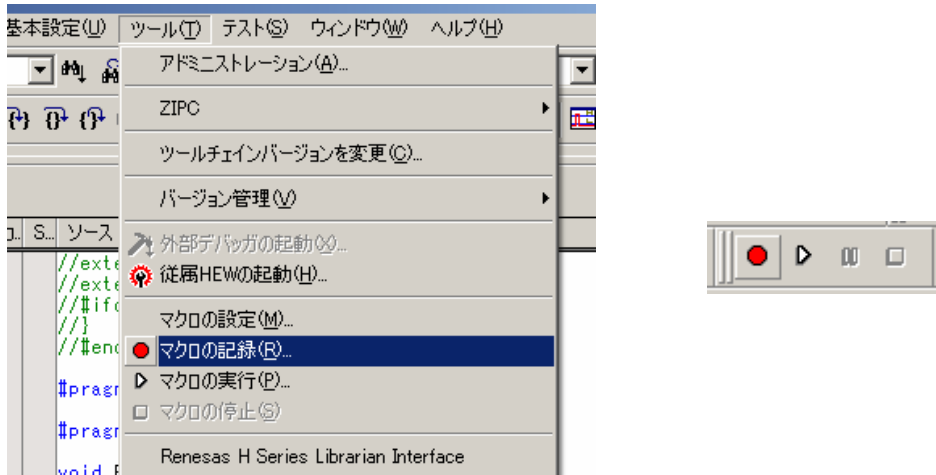 基本設定(U) ツール(T) テスト(S) ウィンドウ(W) ヘルプ(H)
アドミニストレーション(A)...
ZIPC
ツールチェインバージョンを変更(C)...
バージョン管理(V)
S... ソース
外部デバッガの起動(X)...
//exte
従属HEWの起動(H)...
//exte
//#ifd
マクロの設定(M)...
//}
マクロの記録(R)...
//#end
マクロの実行(P)...
#pragm
マクロの停止(S)
#pragm
Renesas H Series Librarian Interface
void